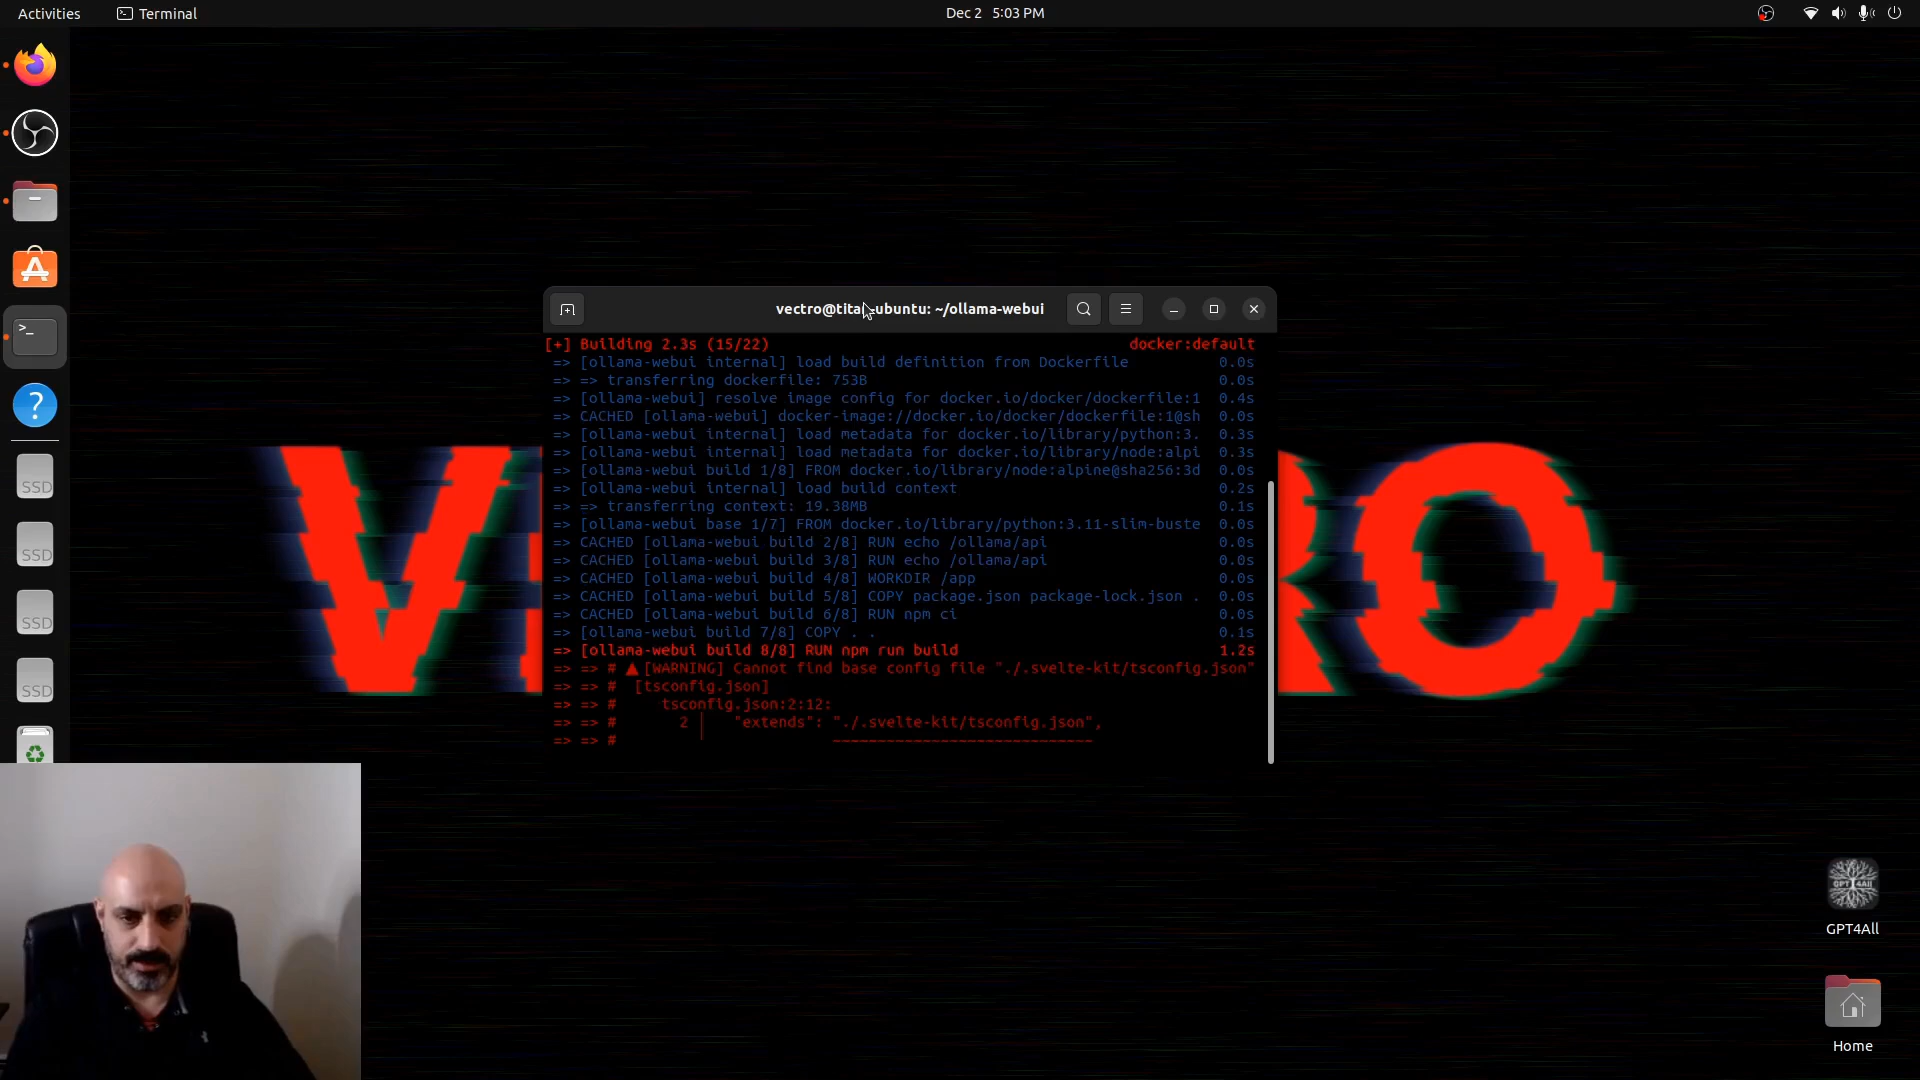 Activities
Terminal
Dec 2 5:03 PM
vectro@titan-ubuntu: ~/ollama-webui
[+] Building 2.3s (15/22) docker:default
=> [ollama-webui internal] load build definition from Dockerfile 0.0s
=> => transferring dockerfile: 753B 0.0s
=> [ollama-webui] resolve image config for docker.io/docker/dockerfile:1 0.4s
=> CACHED [ollama-webui] docker-image://docker.io/docker/dockerfile:1@sh 0.0s
=> [ollama-webui internal] load metadata for docker.io/library/python:3. 0.3s
=> [ollama-webui internal] load metadata for docker.io/library/node:alpi 0.3s
=> [ollama-webui build 1/8] FROM docker.io/library/node:alpine@sha256:3d 0.0s
=> [ollama-webui internal] load build context 0.2s
=> => transferring context: 19.38MB 0.1s
=> [ollama-webui base 1/7] FROM docker.io/library/python:3.11-slim-buste 0.0s
=> CACHED [ollama-webui build 2/8] RUN echo /ollama/api 0.0s
=> CACHED [ollama-webui build 3/8] RUN echo /ollama/api 0.0s
=> CACHED [ollama-webui build 4/8] WORKDIR /app 0.0s
=> CACHED [ollama-webui build 5/8] COPY package.json package-lock.json . 0.0s
=> CACHED [ollama-webui build 6/8] RUN npm ci 0.0s
=> [ollama-webui build 7/8] COPY . . 0.1s
=> [ollama-webui build 8/8] RUN npm run build 1.2s
=> => # ▲ [WARNING] Cannot find base config file "./.svelte-kit/tsconfig.json"
=> => # [tsconfig.json]
=> => # tsconfig.json:2:12:
=> => # 2 │ "extends": "./.svelte-kit/tsconfig.json",
=> => # ~~~~~~~~~~~~~~~~~~~~~~~~~~~~~
SSD
SSD
SSD
SSD
GPT4All
GPT4All
Home